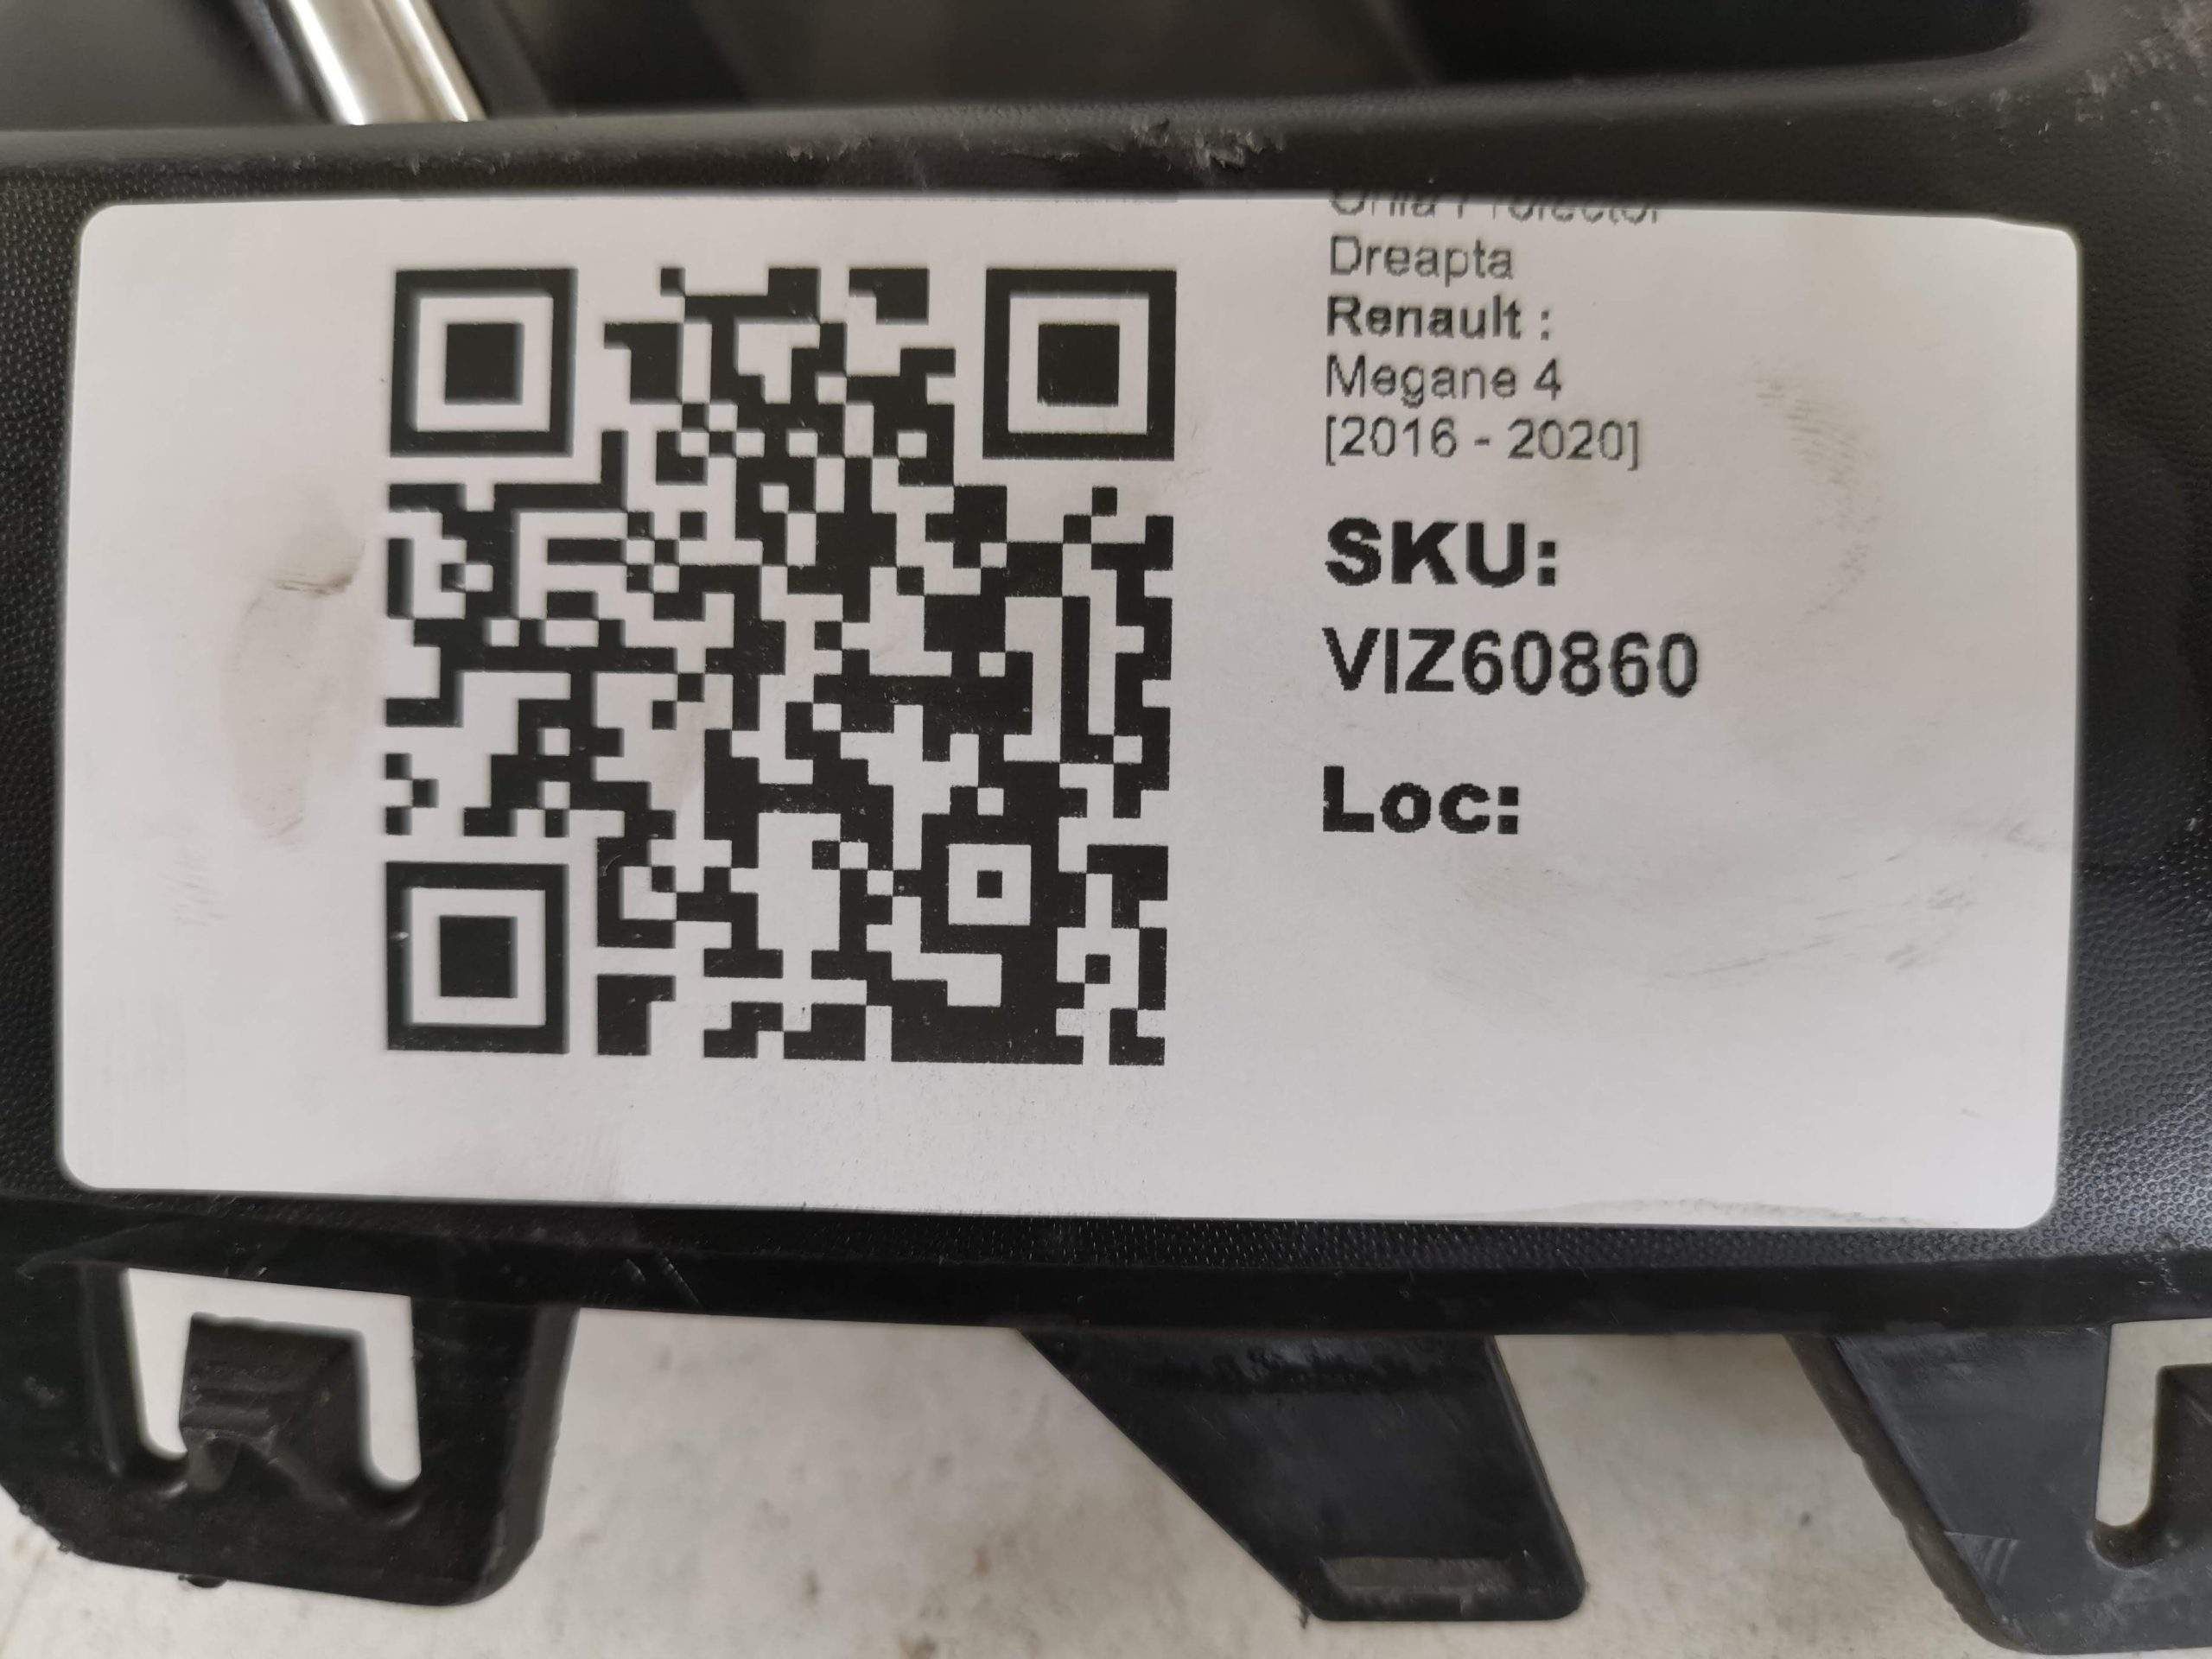 Dreapta
Renault :
Megane 4
[2016 - 2020]
SKU:
VIZ60860
Loc: